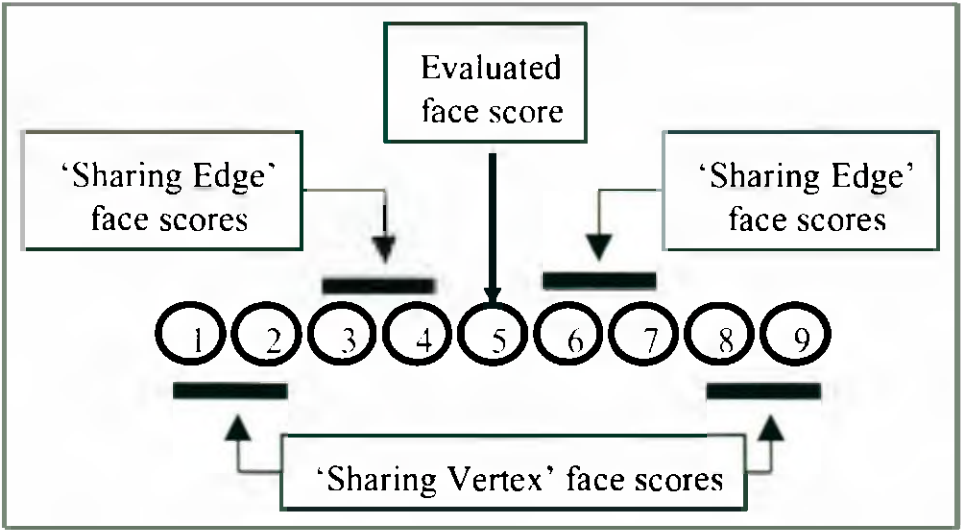 Evaluated
face score
‘Sharing Edge’
face scores
‘Sharing Edge’
face scores
1 2 3 4 5 6 7 8 9
‘Sharing Vertex’ face scores